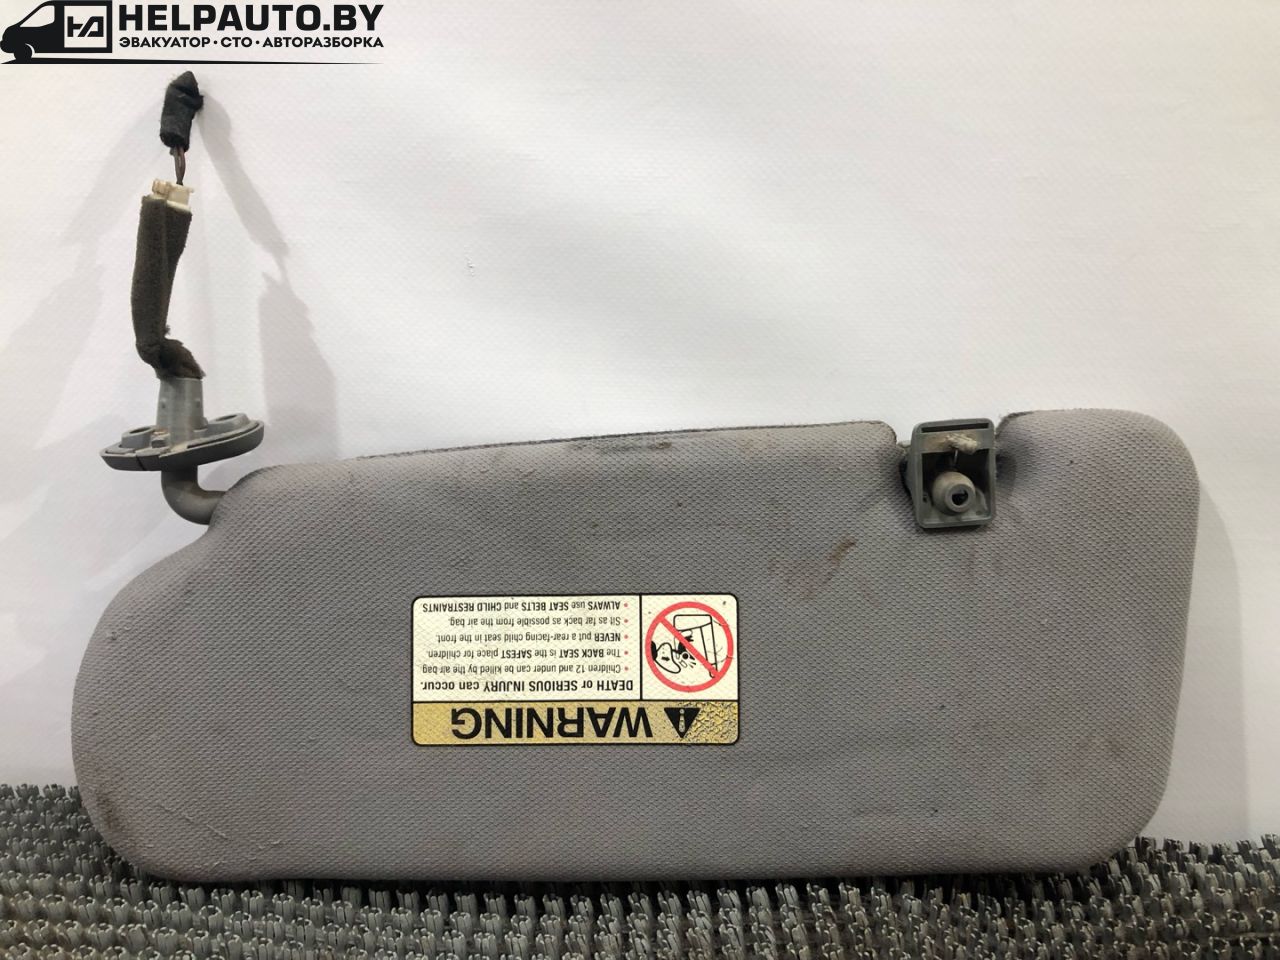 HELPAUTO.BY
ЭВАКУАТОР·СТО·АВТОРАЗБОРКА
WARNING
DEATH or SERIOUS INJURY can occur.
• Children 12 and under can be killed by the air bag
• The BACK SEAT is the SAFEST place for children.
• NEVER put a rear-facing child seat in the front.
• Sit as far back as possible from the air bag.
• ALWAYS use SEAT BELTS and CHILD RESTRAINTS